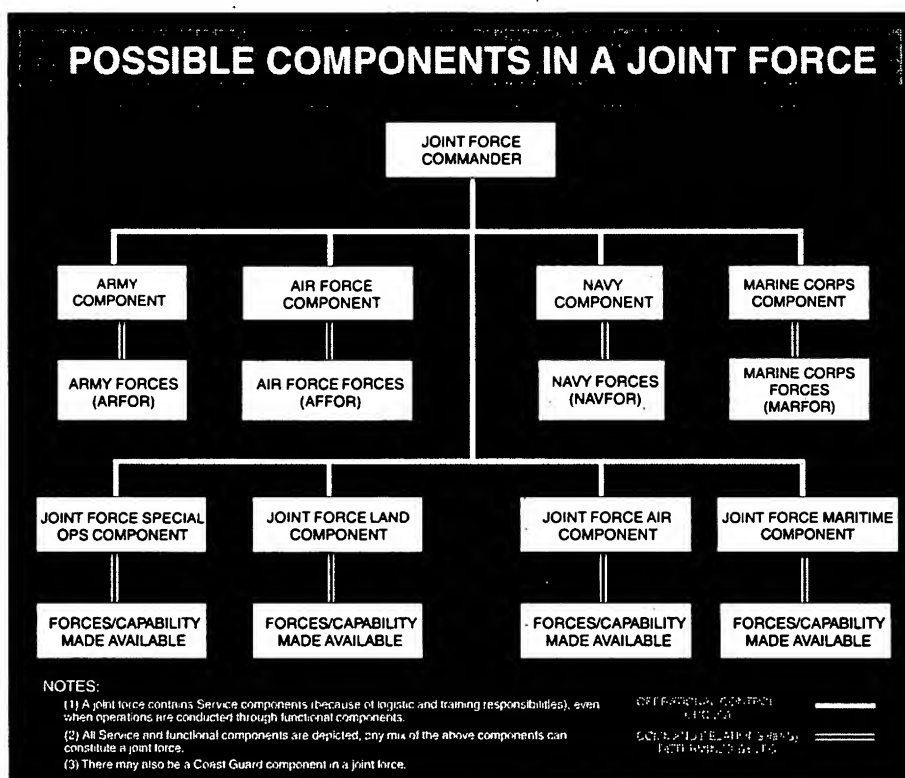 POSSIBLE COMPONENTS IN A JOINT FORCE
JOINT FORCE
COMMANDER
ARMY
COMPONENT
AIR FORCE
COMPONENT
NAVY
COMPONENT
MARINE CORPS
COMPONENT
ARMY FORCES
(ARFOR)
AIR FORCE FORCES
(AFFOR)
NAVY FORCES
(NAVFOR)
MARINE CORPS
FORCES
(MARFOR)
JOINT FORCE SPECIAL
OPS COMPONENT
JOINT FORCE LAND
COMPONENT
JOINT FORCE AIR
COMPONENT
JOINT FORCE MARITIME
COMPONENT
FORCES/CAPABILITY
MADE AVAILABLE
FORCES/CAPABILITY
MADE AVAILABLE
FORCES/CAPABILITY
MADE AVAILABLE
FORCES/CAPABILITY
MADE AVAILABLE
NOTES:
(1) A joint force contains Service components (because of logistic and training responsibilities), even
when operations are conducted through functional components.
(2) All Service and functional components are depicted, any mix of the above components can
constitute a joint force.
(3) There may also be a Coast Guard component in a joint force.
OPERATIONAL CONTROL